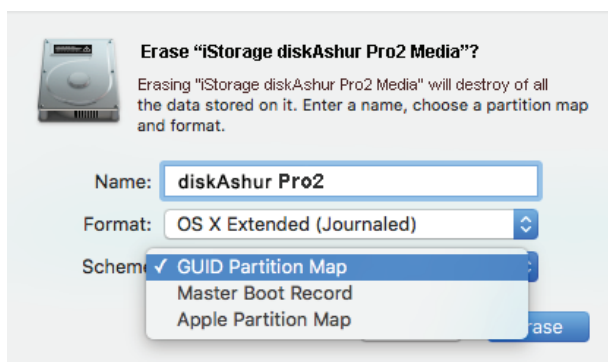 Erase “iStorage diskAshur Pro2 Media”?
Erasing "iStorage diskAshur Pro2 Media" will destroy of all
the data stored on it. Enter a name, choose a partition map
and format.
Name: diskAshur Pro2
Format: OS X Extended (Journaled)
Scheme ✓ GUID Partition Map
Master Boot Record
Apple Partition Map
rase